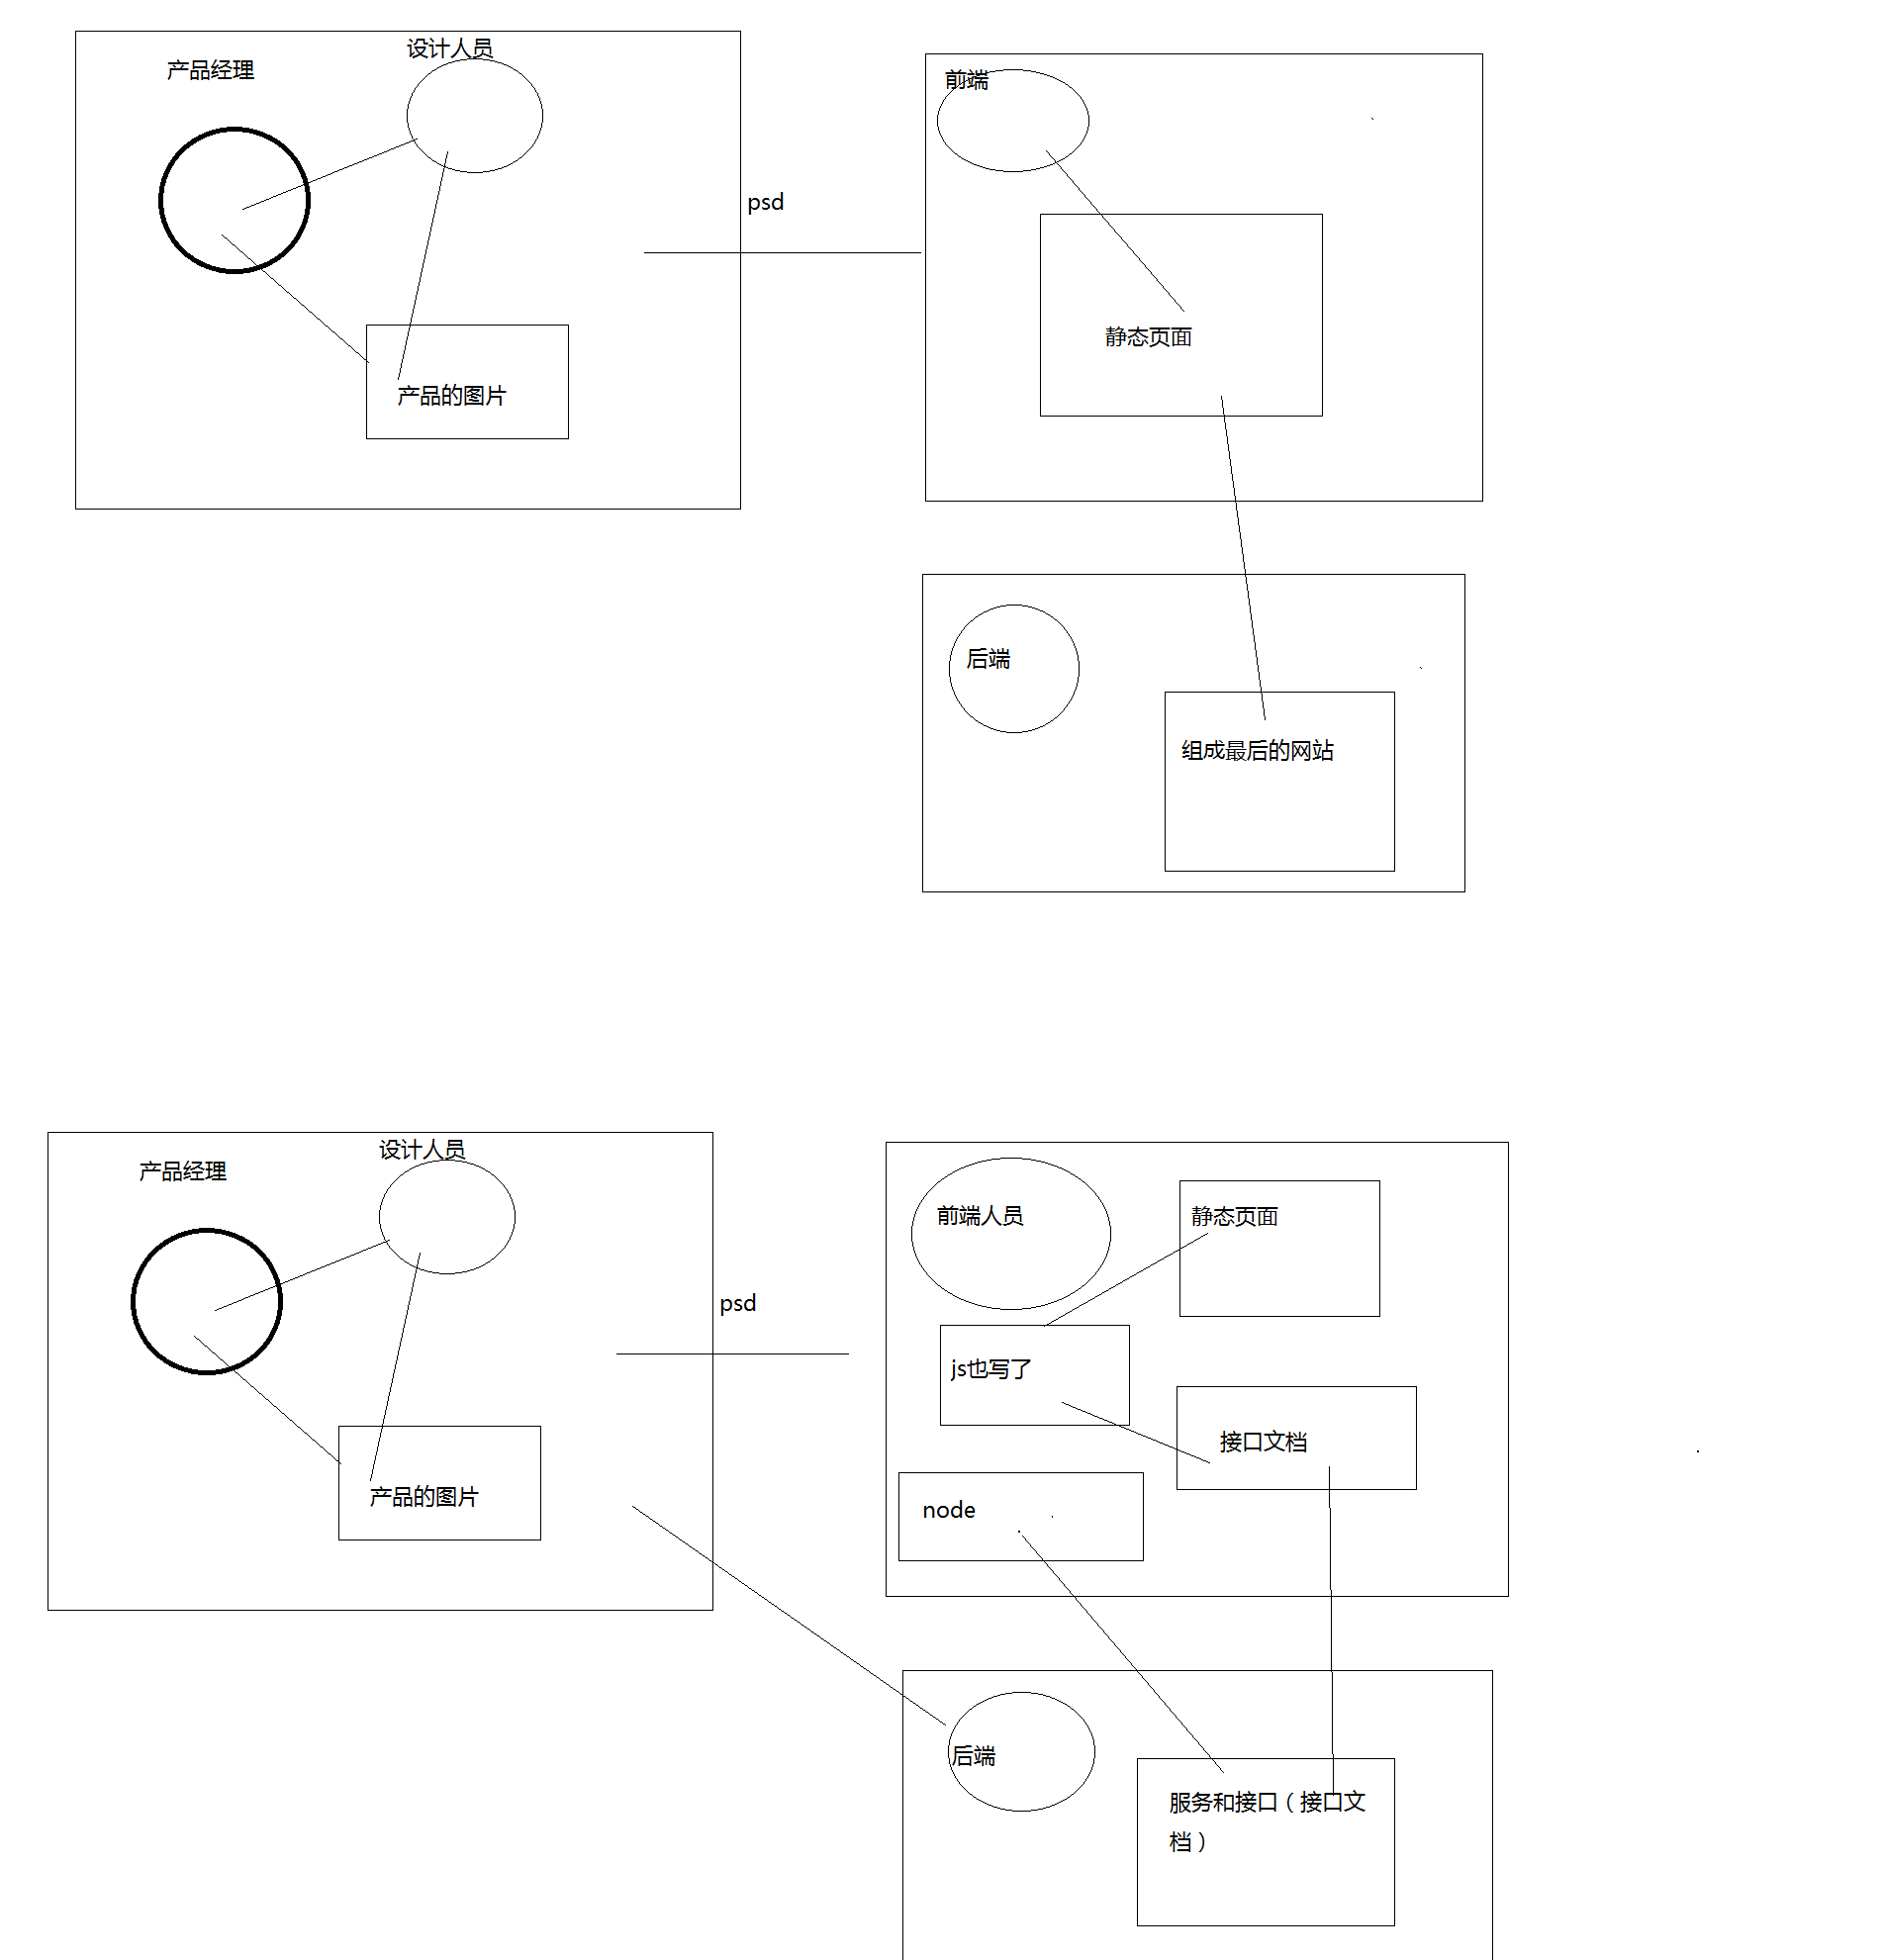 产品经理
设计人员
psd
产品的图片
前端
静态页面
后端
组成最后的网站
产品经理
设计人员
psd
产品的图片
前端人员
静态页面
js也写了
接口文档
node
后端
服务和接口（接口文
档）